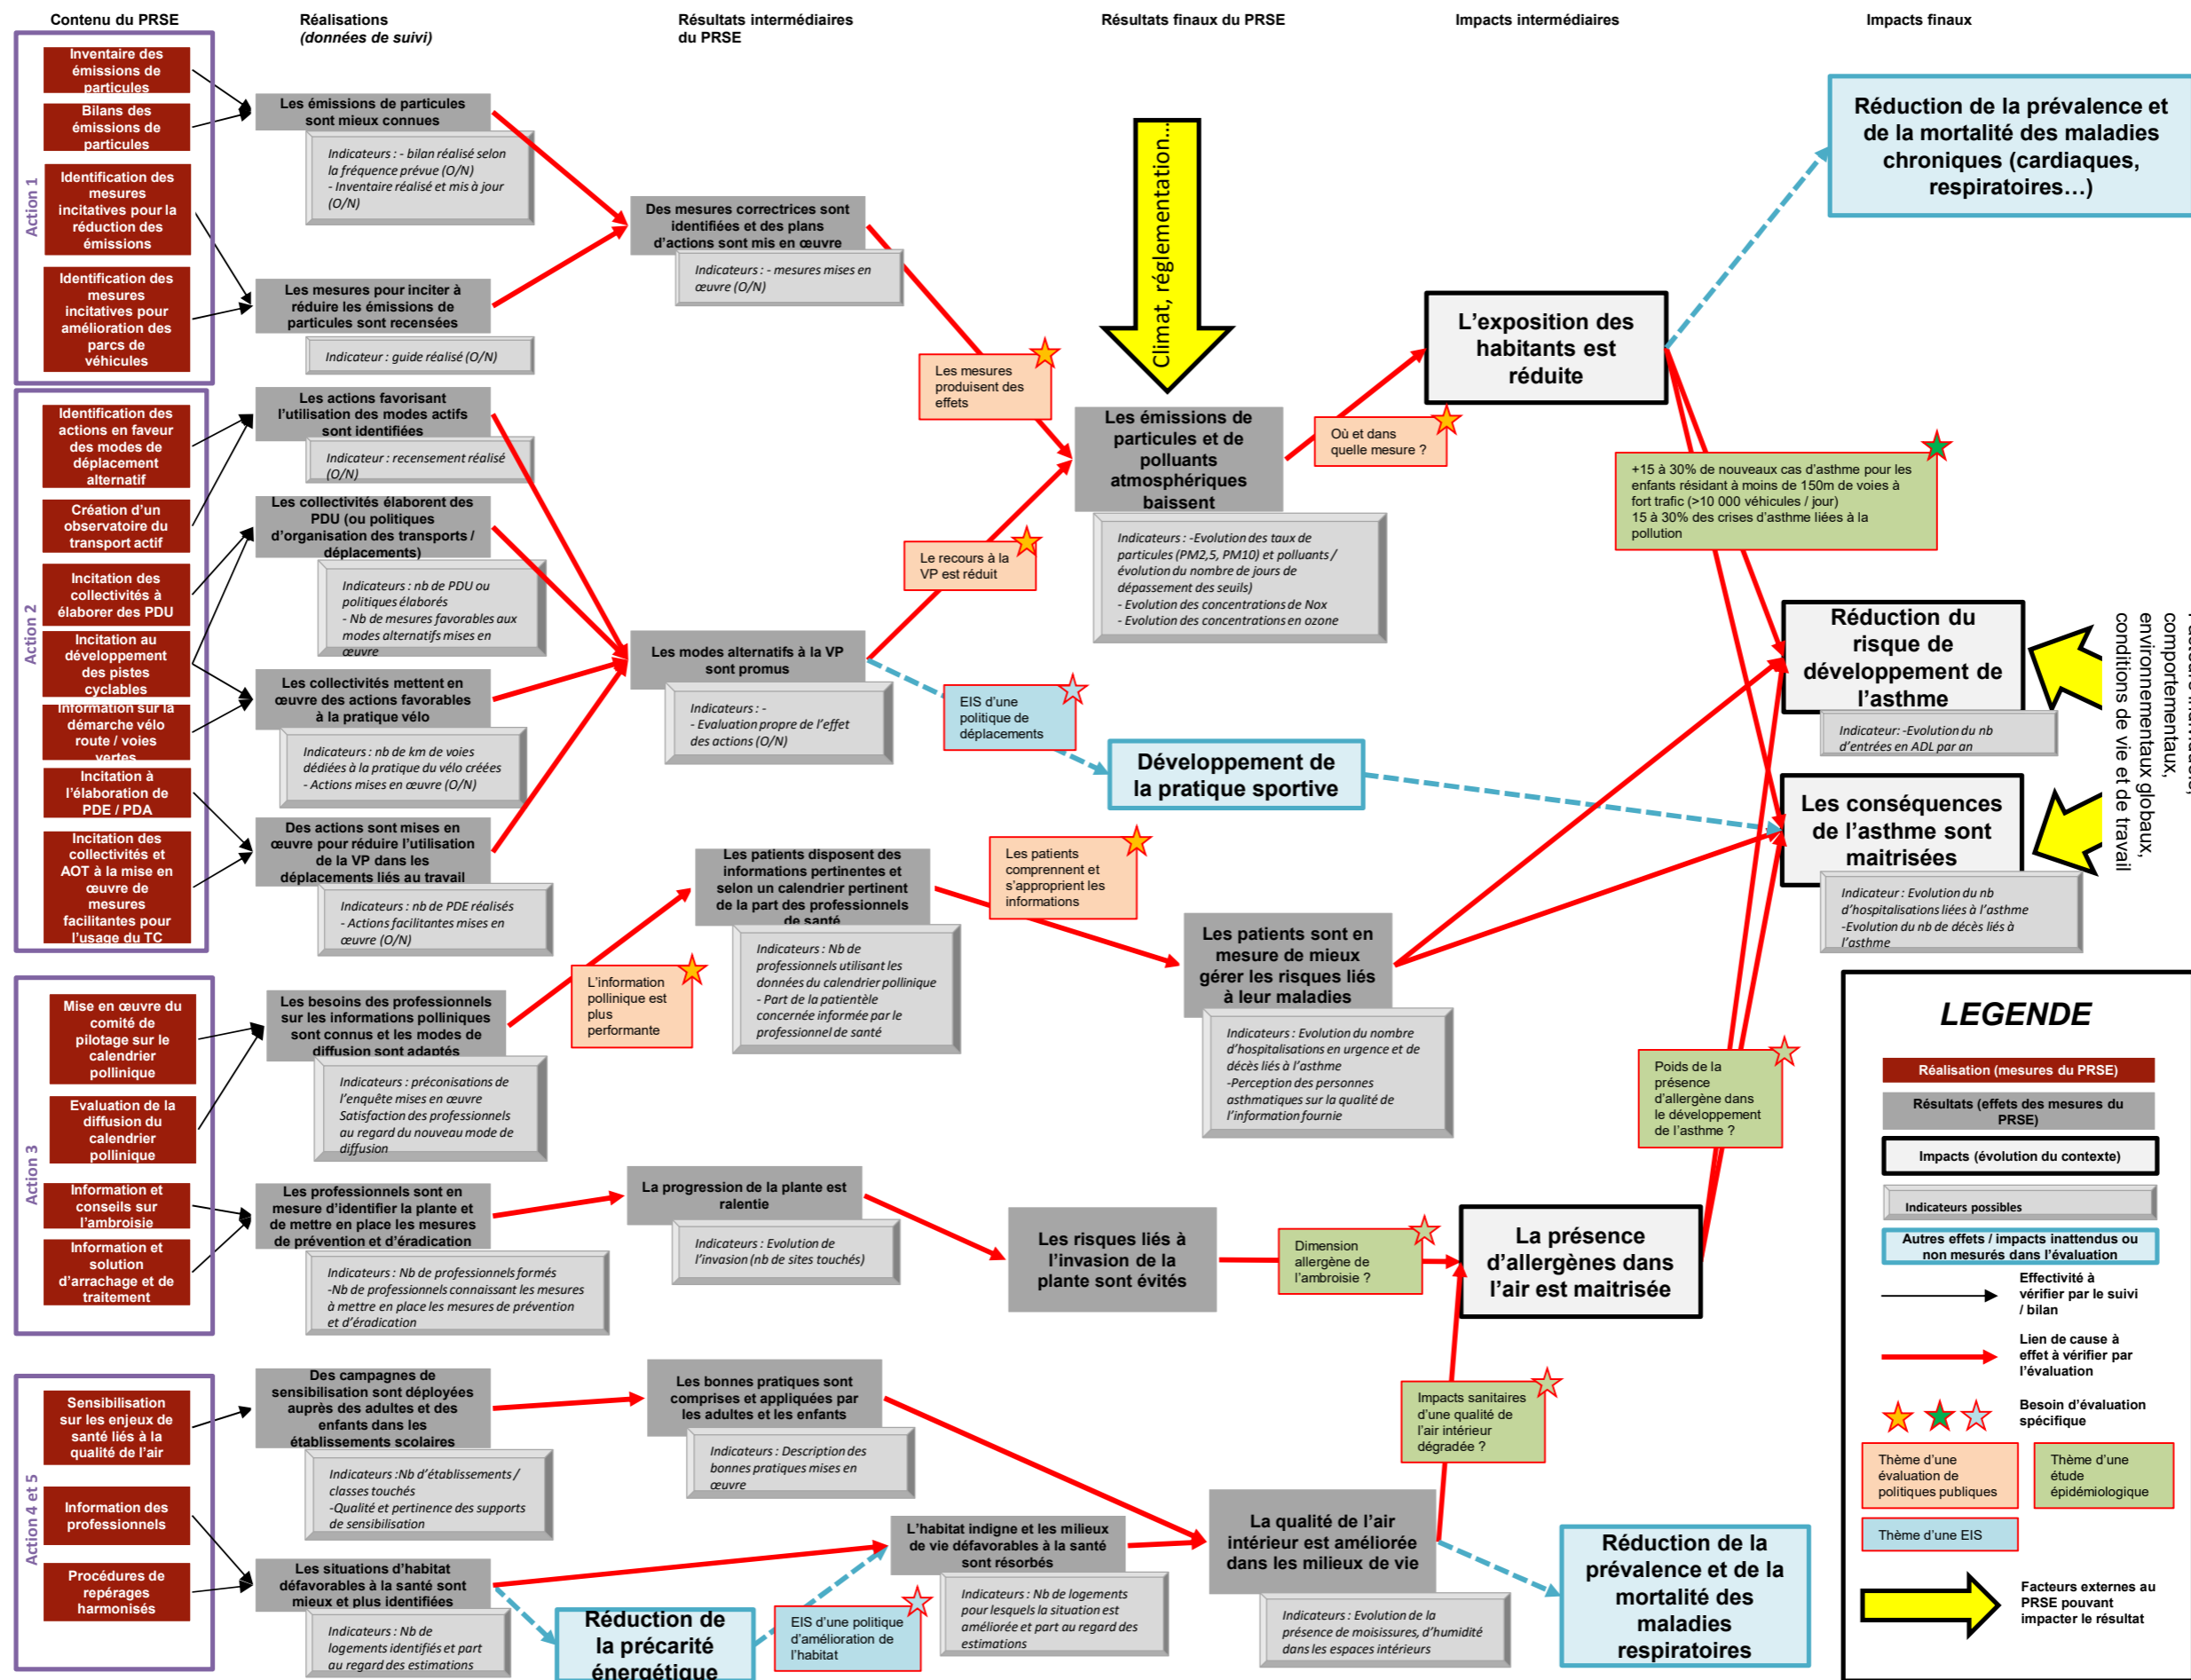 Contenu du PRSE
Réalisations
(données de suivi)
Résultats intermédiaires
du PRSE
Résultats finaux du PRSE
Impacts intermédiaires
Impacts finaux
Action 1
Inventaire des
émissions de
particules
Bilans des
émissions de
particules
Identification des
mesures
incitatives pour la
réduction des
émissions
Identification des
mesures
incitatives pour
amélioration des
parcs de
véhicules
Les émissions de particules
sont mieux connues
Indicateurs : - bilan réalisé selon
la fréquence prévue (O/N)
- Inventaire réalisé et mis à jour
(O/N)
Les mesures pour inciter à
réduire les émissions de
particules sont recensées
Indicateur : guide réalisé (O/N)
Des mesures correctrices sont
identifiées et des plans
d'actions sont mis en œuvre
Indicateurs : - mesures mises en
œuvre (O/N)
Les mesures
produisent des
effets
Climat, réglementation…
Les émissions de
particules et de
polluants
atmosphériques
baissent
Indicateurs : -Evolution des taux de
particules (PM2,5, PM10) et polluants /
évolution du nombre de jours de
dépassement des seuils)
- Evolution des concentrations de Nox
- Evolution des concentrations en ozone
Où et dans
quelle mesure ?
L'exposition des
habitants est
réduite
Réduction de la prévalence et
de la mortalité des maladies
chroniques (cardiaques,
respiratoires…)
+15 à 30% de nouveaux cas d'asthme pour les
enfants résidant à moins de 150m de voies à
fort trafic (>10 000 véhicules / jour)
15 à 30% des crises d'asthme liées à la
pollution
Action 2
Identification des
actions en faveur
des modes de
déplacement
alternatif
Création d'un
observatoire du
transport actif
Incitation des
collectivités à
élaborer des PDU
Incitation au
développement
des pistes
cyclables
Information sur la
démarche vélo
route / voies
vertes
Incitation à
l'élaboration de
PDE / PDA
Incitation des
collectivités et
AOT à la mise en
œuvre de
mesures
facilitantes pour
l'usage du TC
Les actions favorisant
l'utilisation des modes actifs
sont identifiées
Indicateur : recensement réalisé
(O/N)
Les collectivités élaborent des
PDU (ou politiques
d'organisation des transports /
déplacements)
Indicateurs : nb de PDU ou
politiques élaborés
- Nb de mesures favorables aux
modes alternatifs mises en
œuvre
Les collectivités mettent en
œuvre des actions favorables
à la pratique vélo
Indicateurs : nb de km de voies
dédiées à la pratique du vélo créées
- Actions mises en œuvre (O/N)
Des actions sont mises en
œuvre pour réduire l'utilisation
de la VP dans les
déplacements liés au travail
Indicateurs : nb de PDE réalisés
- Actions facilitantes mises en
œuvre (O/N)
Les modes alternatifs à la VP
sont promus
Indicateurs : -
- Evaluation propre de l'effet
des actions (O/N)
Le recours à la
VP est réduit
EIS d'une
politique de
déplacements
Développement de
la pratique sportive
Réduction du
risque de
développement de
l'asthme
Indicateur: -Evolution du nb
d'entrées en ADL par an
Les conséquences
de l'asthme sont
maitrisées
Indicateur : Evolution du nb
d'hospitalisations liées à l'asthme
-Evolution du nb de décès liés à
l'asthme
comportementaux,
environnementaux globaux,
conditions de vie et de travail
Action 3
Mise en œuvre du
comité de
pilotage sur le
calendrier
pollinique
Evaluation de la
diffusion du
calendrier
pollinique
Information et
conseils sur
l'ambroisie
Information et
solution
d'arrachage et de
traitement
Les besoins des professionnels
sur les informations polliniques
sont connus et les modes de
diffusion sont adaptés
Indicateurs : préconisations de
l'enquête mises en œuvre
Satisfaction des professionnels
au regard du nouveau mode de
diffusion
L'information
pollinique est
plus
performante
Les patients disposent des
informations pertinentes et
selon un calendrier pertinent
de la part des professionnels
de santé
Indicateurs : Nb de
professionnels utilisant les
données du calendrier pollinique
- Part de la patientèle
concernée informée par le
professionnel de santé
Les patients
comprennent et
s'approprient les
informations
Les patients sont en
mesure de mieux
gérer les risques liés
à leur maladies
Indicateurs : Evolution du nombre
d'hospitalisations en urgence et de
décès liés à l'asthme
-Perception des personnes
asthmatiques sur la qualité de
l'information fournie
Poids de la
présence
d'allergène dans
le développement
de l'asthme ?
Les professionnels sont en
mesure d'identifier la plante et
de mettre en place les mesures
de prévention et d'éradication
Indicateurs : Nb de professionnels formés
-Nb de professionnels connaissant les mesures
à mettre en place les mesures de prévention
et d'éradication
La progression de la plante est
ralentie
Indicateurs : Evolution de
l'invasion (nb de sites touchés)
Les risques liés à
l'invasion de la
plante sont évités
Dimension
allergène de
l'ambroisie ?
La présence
d'allergènes dans
l'air est maitrisée
Action 4 et 5
Sensibilisation
sur les enjeux de
santé liés à la
qualité de l'air
Information des
professionnels
Procédures de
repérages
harmonisés
Des campagnes de
sensibilisation sont déployées
auprès des adultes et des
enfants dans les
établissements scolaires
Indicateurs :Nb d'établissements /
classes touchés
-Qualité et pertinence des supports
de sensibilisation
Les bonnes pratiques sont
comprises et appliquées par
les adultes et les enfants
Indicateurs : Description des
bonnes pratiques mises en
œuvre
Les situations d'habitat
défavorables à la santé sont
mieux et plus identifiées
Indicateurs : Nb de
logements identifiés et part
au regard des estimations
Réduction de
la précarité
énergétique
EIS d'une politique
d'amélioration de
l'habitat
L'habitat indigne et les milieux
de vie défavorables à la santé
sont résorbés
Indicateurs : Nb de logements
pour lesquels la situation est
améliorée et part au regard des
estimations
La qualité de l'air
intérieur est améliorée
dans les milieux de vie
Indicateurs : Evolution de la
présence de moisissures, d'humidité
dans les espaces intérieurs
Impacts sanitaires
d'une qualité de
l'air intérieur
dégradée ?
Réduction de la
prévalence et de la
mortalité des
maladies
respiratoires
LEGENDE
Réalisation (mesures du PRSE)
Résultats (effets des mesures du
PRSE)
Impacts (évolution du contexte)
Indicateurs possibles
Autres effets / impacts inattendus ou
non mesurés dans l'évaluation
Effectivité à
vérifier par le suivi
/ bilan
Lien de cause à
effet à vérifier par
l'évaluation
Besoin d'évaluation
spécifique
Thème d'une
évaluation de
politiques publiques
Thème d'une
étude
épidémiologique
Thème d'une EIS
Facteurs externes au
PRSE pouvant
impacter le résultat